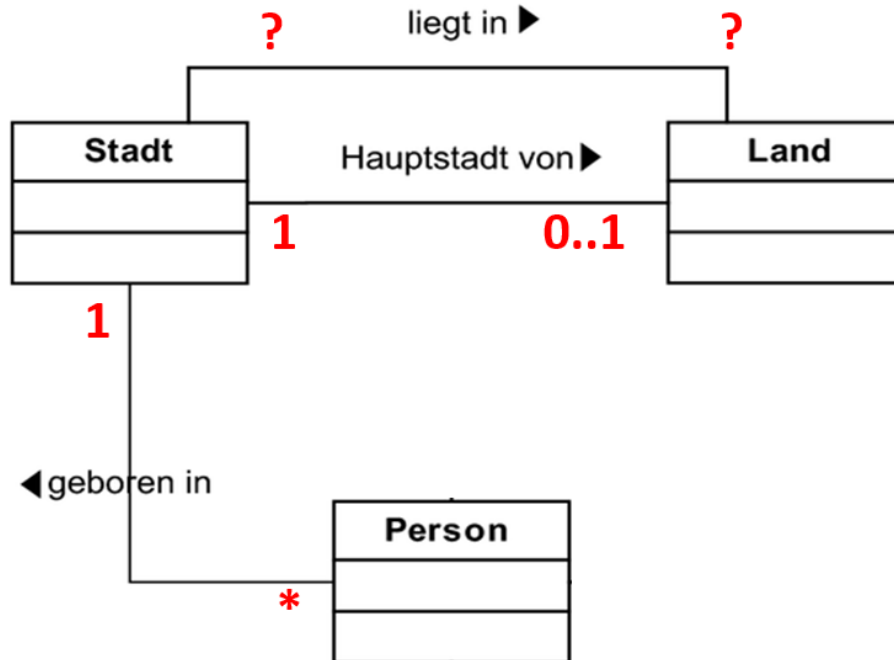 liegt in ▶
? ?
Stadt
Hauptstadt von ▶
Land
1 0..1
1
◀ geboren in
Person
*